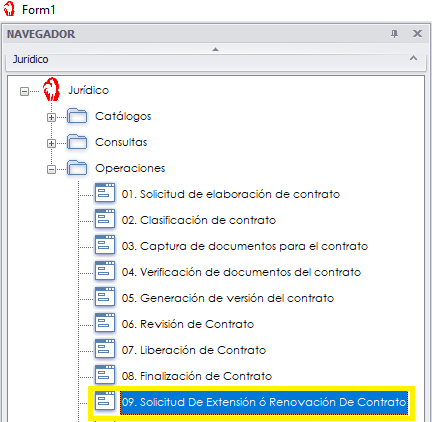 Form1
NAVEGADOR
Jurídico
Jurídico
Catálogos
Consultas
Operaciones
01. Solicitud de elaboración de contrato
02. Clasificación de contrato
03. Captura de documentos para el contrato
04. Verificación de documentos del contrato
05. Generación de versión del contrato
06. Revisión de Contrato
07. Liberación de Contrato
08. Finalización de Contrato
09. Solicitud De Extensión ó Renovación De Contrato